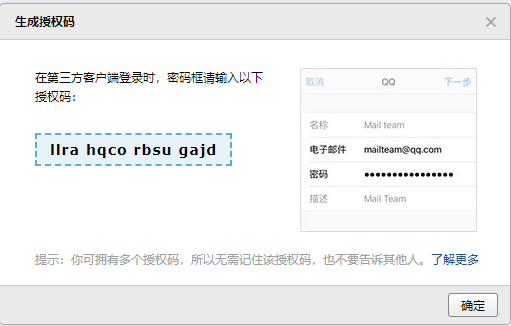 生成授权码
在第三方客户端登录时，密码框请输入以下
授权码：
llra hqco rbsu gajd
取消 QQ 下一步
名称 Mail team
电子邮件 mailteam@qq.com
密码 ●●●●●●●●●●●●●●●●
描述 Mail Team
提示：你可拥有多个授权码，所以无需记住该授权码，也不要告诉其他人。了解更多
确定